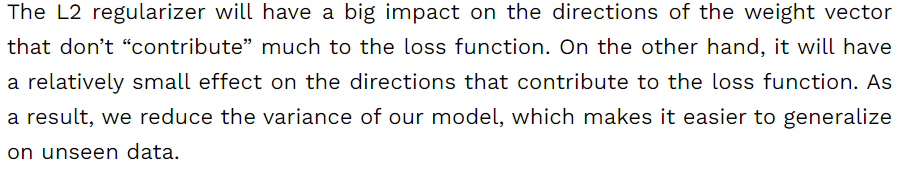 The L2 regularizer will have a big impact on the directions of the weight vector
that don’t “contribute” much to the loss function. On the other hand, it will have
a relatively small effect on the directions that contribute to the loss function. As
a result, we reduce the variance of our model, which makes it easier to generalize
on unseen data.